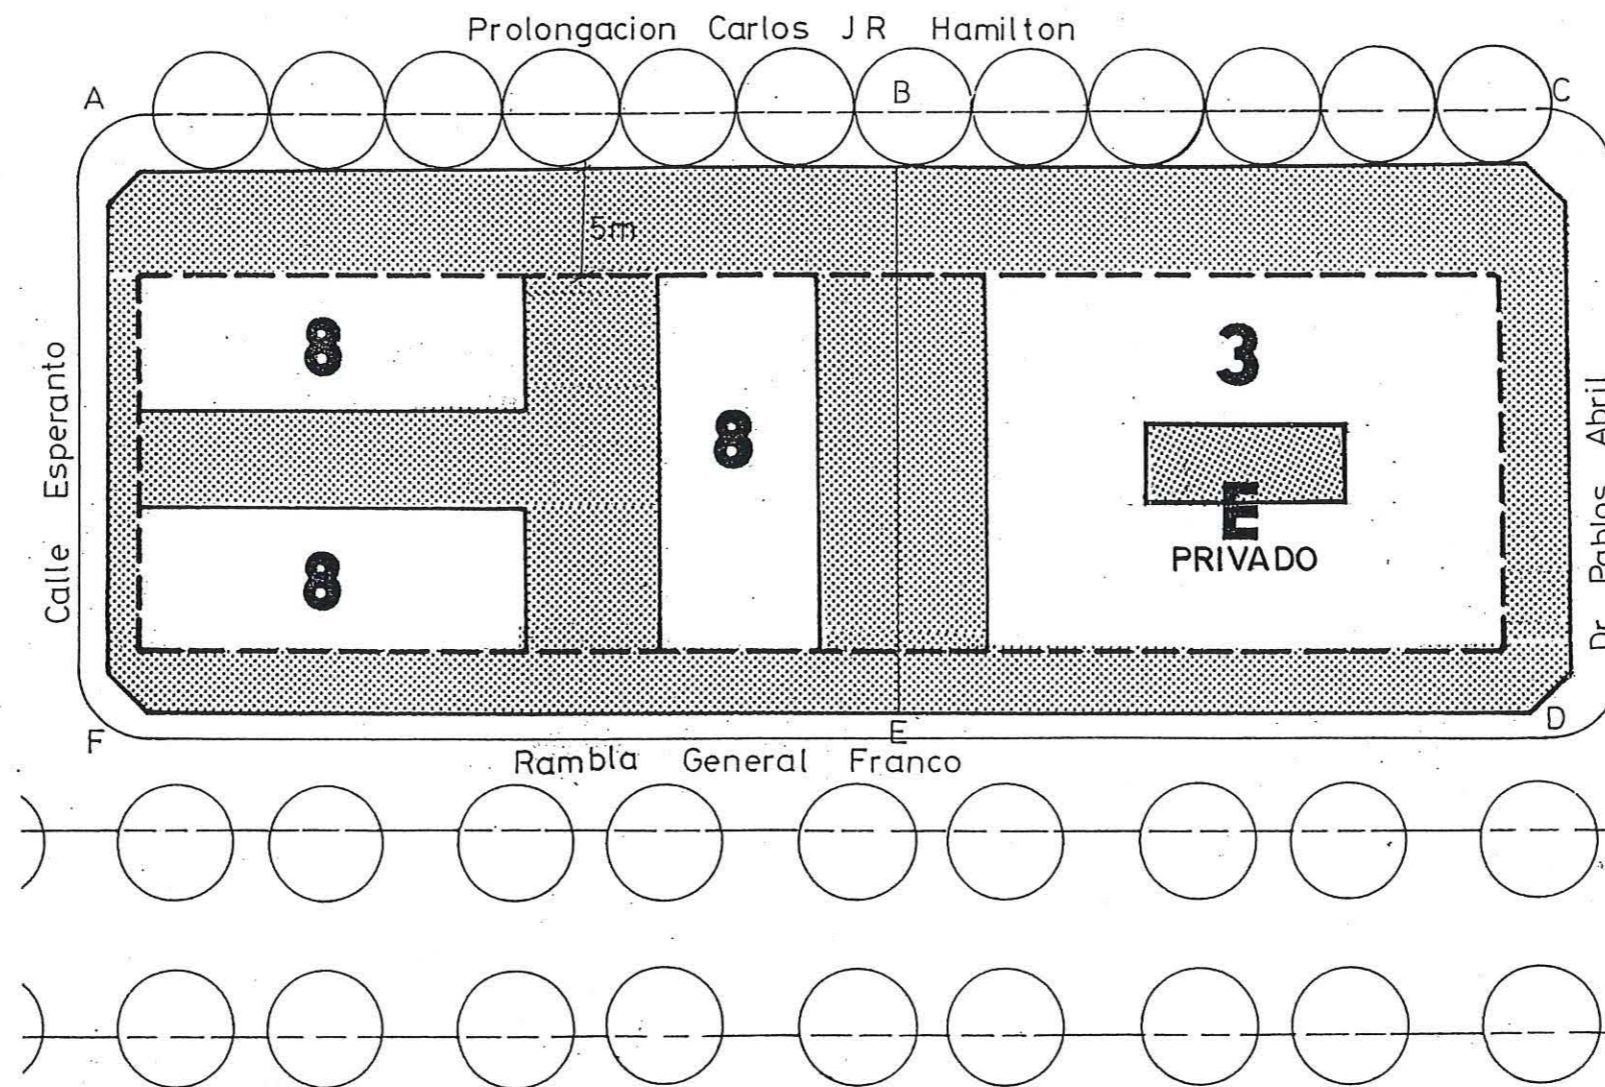 Prolongacion Carlos J R Hamilton
A
B
C
5m
8
3
8
Calle Esperanto
Dr Pablos Abril
E
PRIVADO
8
F
E
D
Rambla General Franco